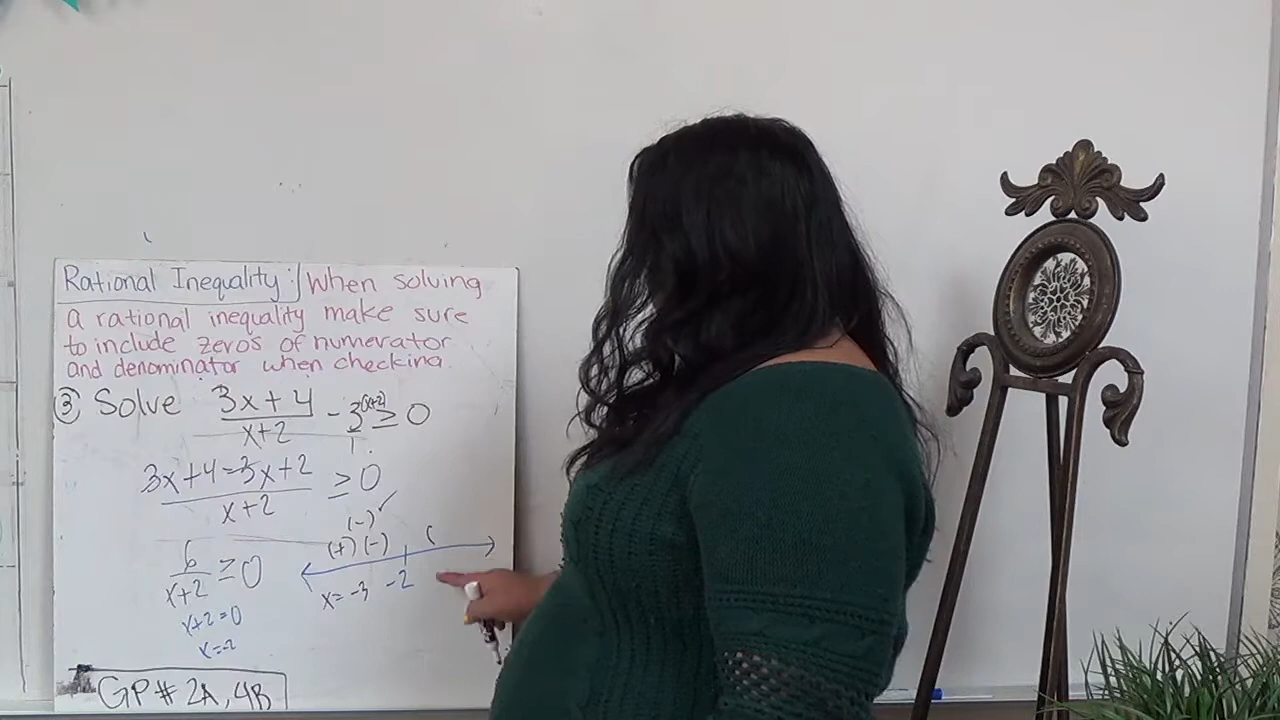 Rational Inequality: When solving
a rational inequality make sure
to include zeros of numerator
and denominator when checking.
③ Solve (3x+4)/(x+2) - 3(x+2)/1 ≥ 0
(3x+4-3x+2)/(x+2) ≥ 0
(-) ✓
(+) (-) (
6/(x+2) ≥ 0
x=-3 -2
x+2=0
x=-2
GP# 2A, 4B